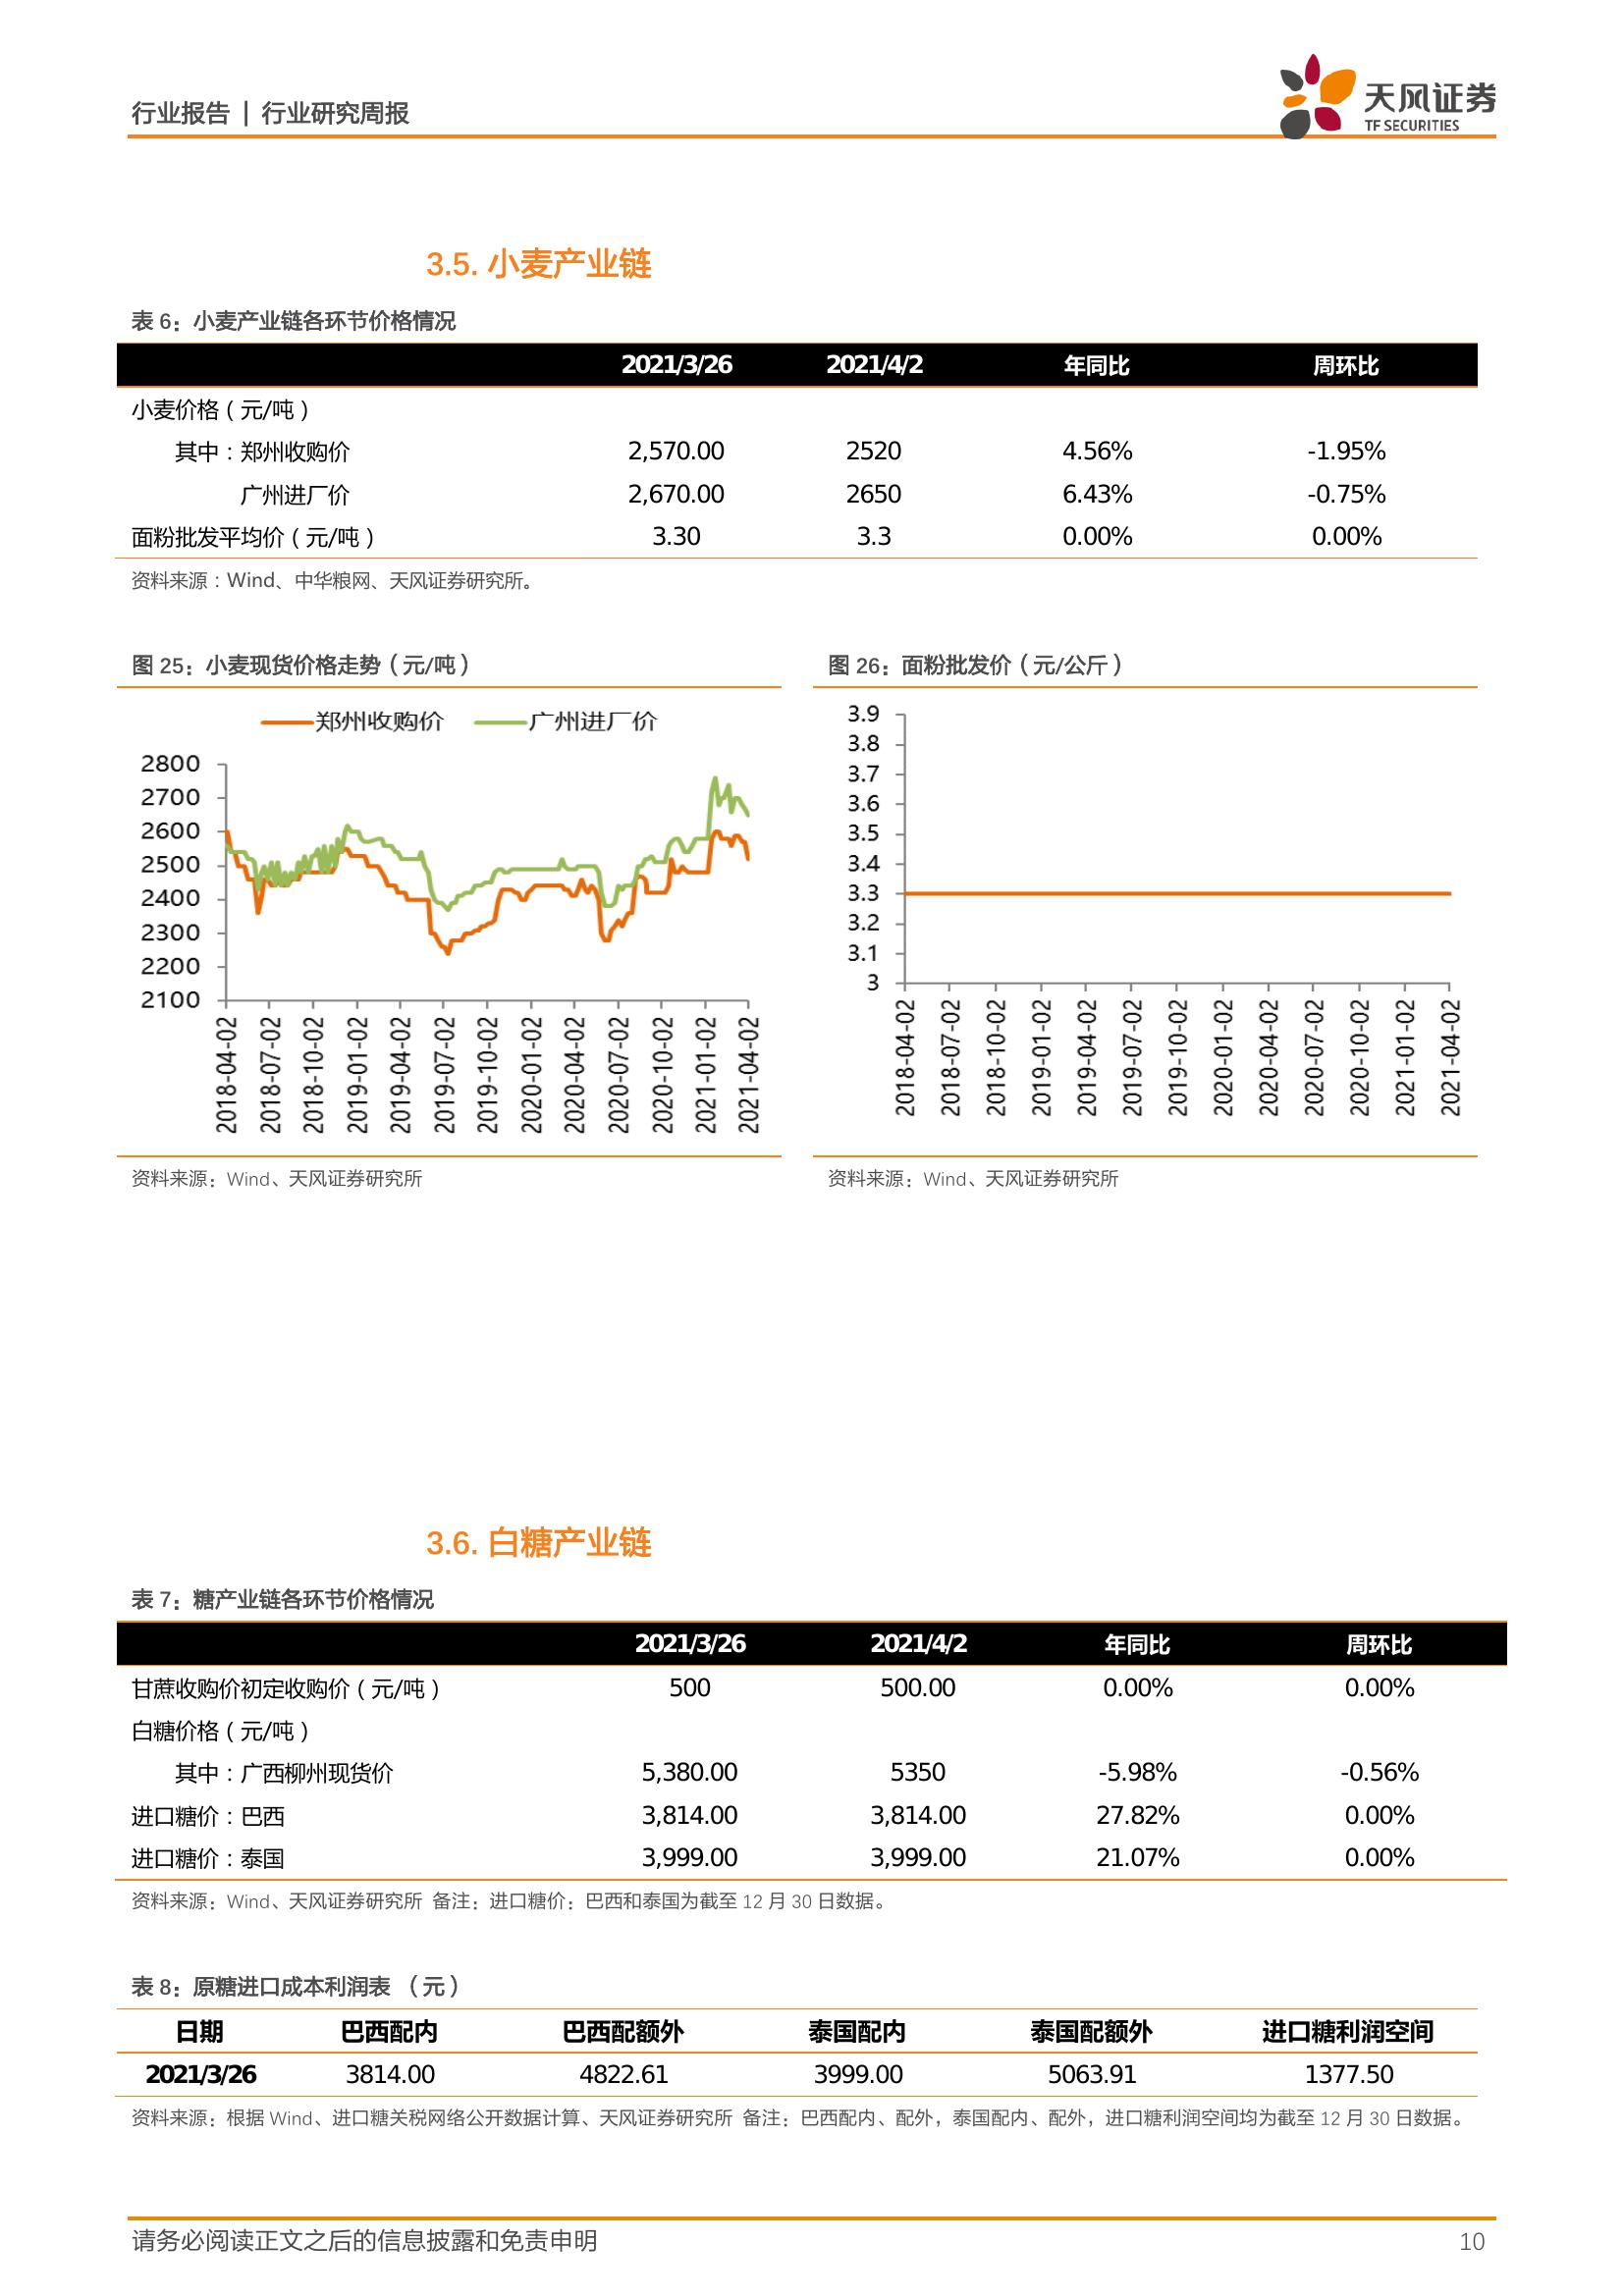 行业报告 | 行业研究周报
天风证券
TF SECURITIES
3.5. 小麦产业链
表 6：小麦产业链各环节价格情况
2021/3/26 2021/4/2 年同比 周环比
小麦价格（元/吨）
其中：郑州收购价 2,570.00 2520 4.56% -1.95%
广州进厂价 2,670.00 2650 6.43% -0.75%
面粉批发平均价（元/吨） 3.30 3.3 0.00% 0.00%
资料来源：Wind、中华粮网、天风证券研究所。
图 25：小麦现货价格走势（元/吨）
郑州收购价 广州进厂价
2800
2700
2600
2500
2400
2300
2200
2100
2018-04-02 2018-07-02 2018-10-02 2019-01-02 2019-04-02 2019-07-02 2019-10-02 2020-01-02 2020-04-02 2020-07-02 2020-10-02 2021-01-02 2021-04-02
资料来源：Wind、天风证券研究所
图 26：面粉批发价（元/公斤）
3.9
3.8
3.7
3.6
3.5
3.4
3.3
3.2
3.1
3
2018-04-02 2018-07-02 2018-10-02 2019-01-02 2019-04-02 2019-07-02 2019-10-02 2020-01-02 2020-04-02 2020-07-02 2020-10-02 2021-01-02 2021-04-02
资料来源：Wind、天风证券研究所
3.6. 白糖产业链
表 7：糖产业链各环节价格情况
2021/3/26 2021/4/2 年同比 周环比
甘蔗收购价初定收购价（元/吨） 500 500.00 0.00% 0.00%
白糖价格（元/吨）
其中：广西柳州现货价 5,380.00 5350 -5.98% -0.56%
进口糖价：巴西 3,814.00 3,814.00 27.82% 0.00%
进口糖价：泰国 3,999.00 3,999.00 21.07% 0.00%
资料来源：Wind、天风证券研究所 备注：进口糖价：巴西和泰国为截至 12 月 30 日数据。
表 8：原糖进口成本利润表 （元）
日期 巴西配内 巴西配额外 泰国配内 泰国配额外 进口糖利润空间
2021/3/26 3814.00 4822.61 3999.00 5063.91 1377.50
资料来源：根据 Wind、进口糖关税网络公开数据计算、天风证券研究所 备注：巴西配内、配外，泰国配内、配外，进口糖利润空间均为截至 12 月 30 日数据。
请务必阅读正文之后的信息披露和免责申明 10